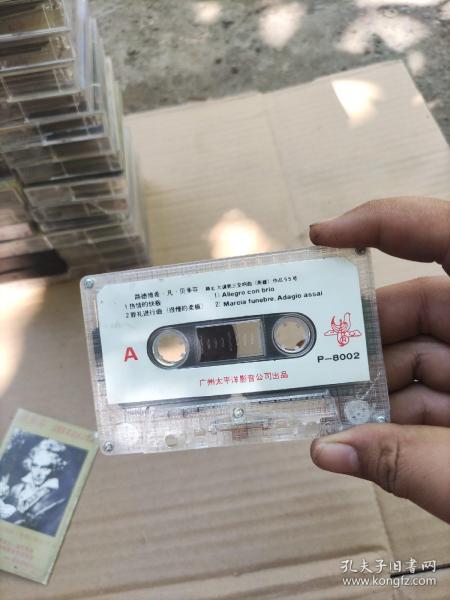 路德维希·凡·贝多芬
降E大调第三交响曲（英雄）作品55号
1.热情的快板
1) Allegro con brio
2.葬礼进行曲（很慢的柔板）
2: Marcia funebre. Adagio assai
A
P-8002
广州太平洋影音公司出品
孔夫子旧书网
www.kongfz.com